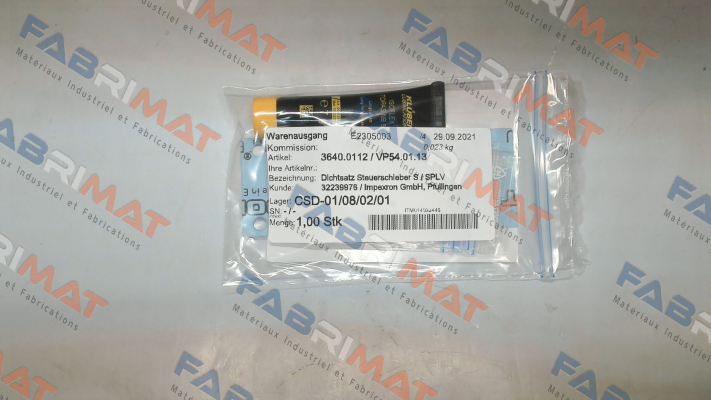 FABRIMAT
Materiaux Industriel et Fabrications
KLÜBER
Warenausgang E2305003 /4 29.09.2021
Kommission: 0,023 kg
Artikel: 3640.0112 / VP54.01.13
Ihre Artikelnr.:
Bezeichnung: Dichtsatz Steuerschieber S / SPLV
Kunde: 32239976 / Impexron GmbH, Pfullingen
Lager: CSD-01/08/02/01
SN: - / -
Menge: 1,00 Stk